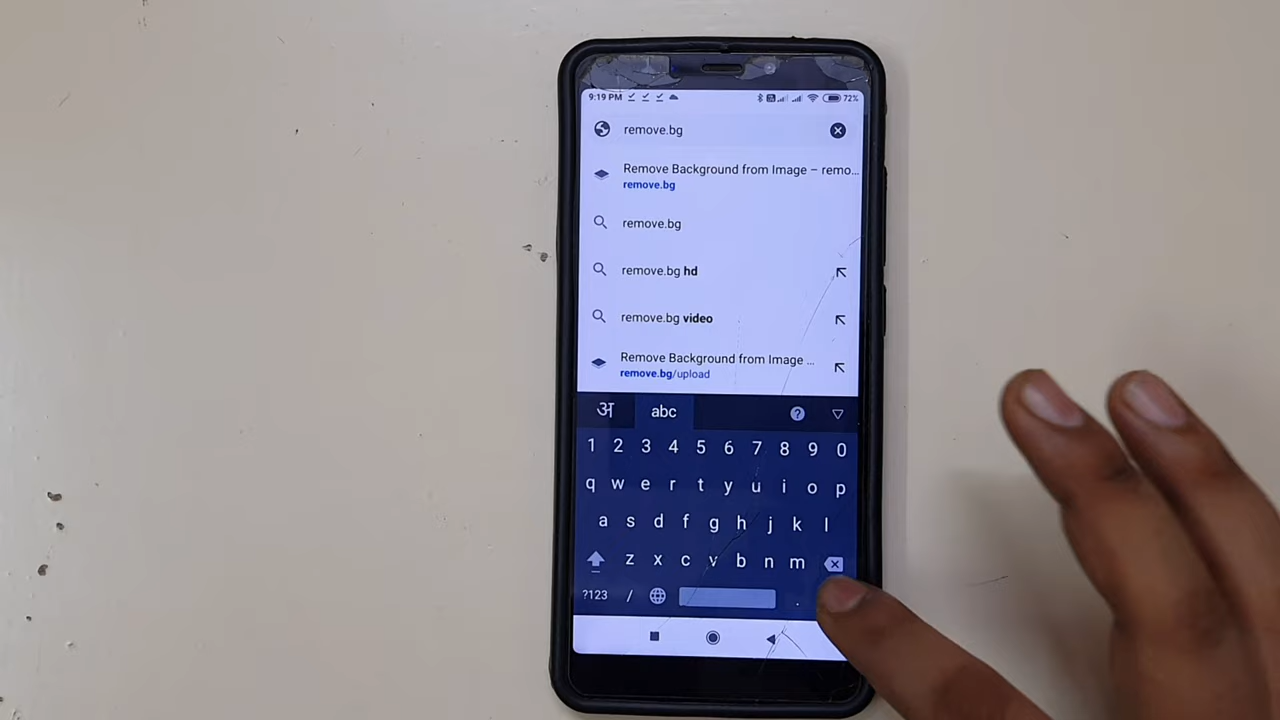 9:19 PM
72%
remove.bg
Remove Background from Image – remo...
remove.bg
remove.bg
remove.bg hd
remove.bg video
Remove Background from Image ...
remove.bg/upload
अ abc ?
1 2 3 4 5 6 7 8 9 0
q w e r t y u i o p
a s d f g h j k l
z x c v b n m
?123 / .